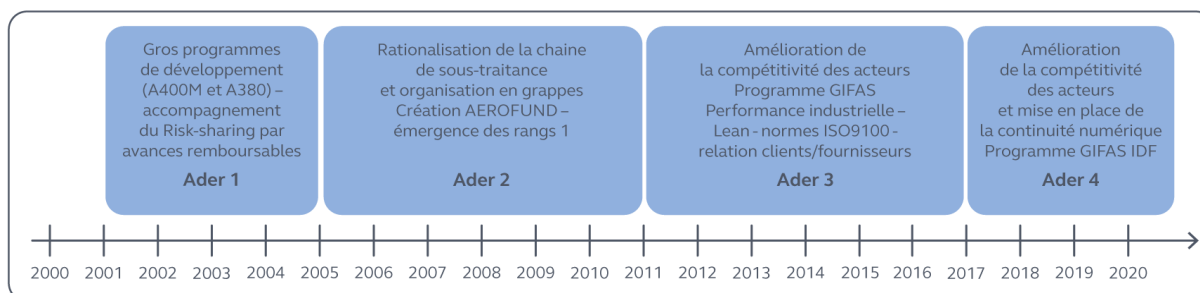 Gros programmes
de développement
(A400M et A380) –
accompagnement
du Risk-sharing par
avances remboursables
Ader 1
Rationalisation de la chaine
de sous-traitance
et organisation en grappes
Création AEROFUND –
émergence des rangs 1
Ader 2
Amélioration de
la compétitivité des acteurs
Programme GIFAS
Performance industrielle –
Lean - normes ISO9100 -
relation clients/fournisseurs
Ader 3
Amélioration
de la compétitivité
des acteurs
et mise en place de
la continuité numérique
Programme GIFAS IDF
Ader 4
2000 2001 2002 2003 2004 2005 2006 2007 2008 2009 2010 2011 2012 2013 2014 2015 2016 2017 2018 2019 2020